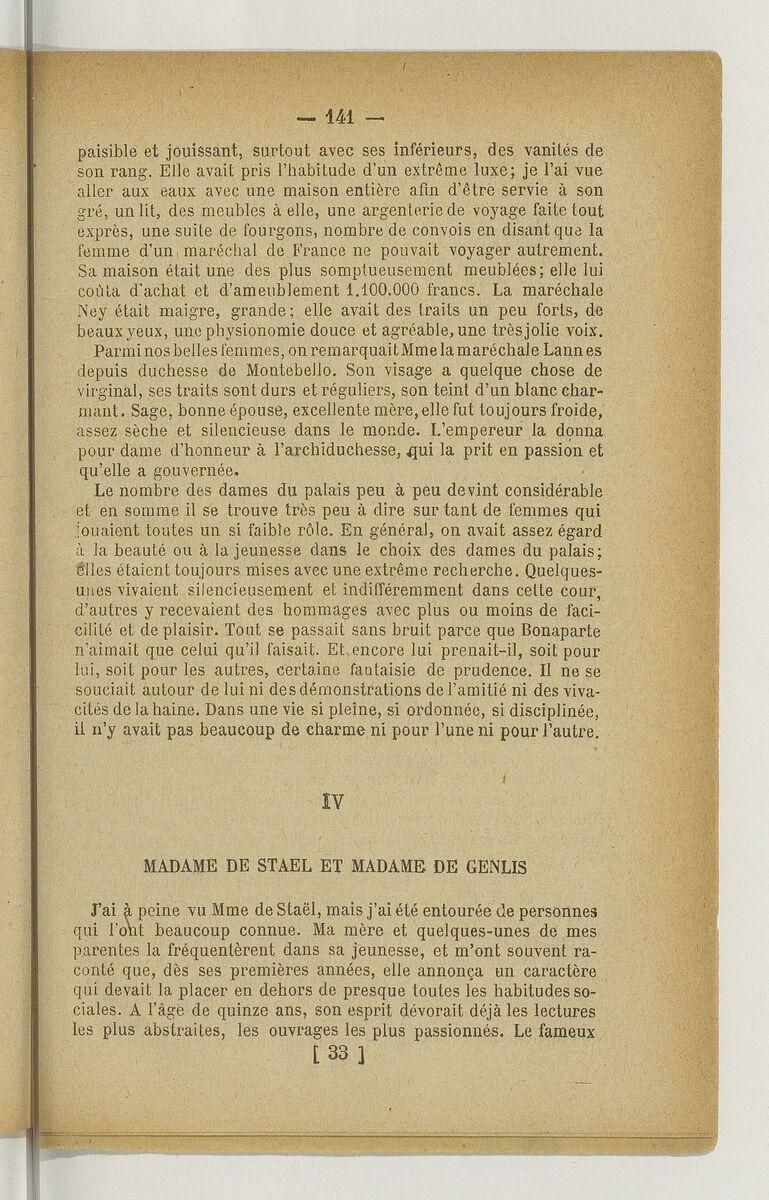 — 141 —
paisible et jouissant, surtout avec ses inférieurs, des vanités de
son rang. Elle avait pris l'habitude d'un extrême luxe; je l'ai vue
aller aux eaux avec une maison entière afin d'être servie à son
gré, un lit, des meubles à elle, une argenterie de voyage faite tout
exprès, une suite de fourgons, nombre de convois en disant que la
femme d'un maréchal de France ne pouvait voyager autrement.
Sa maison était une des plus somptueusement meublées; elle lui
coûta d'achat et d'ameublement 1.100.000 francs. La maréchale
Ney était maigre, grande; elle avait des traits un peu forts, de
beaux yeux, une physionomie douce et agréable, une très jolie voix.
Parmi nos belles femmes, on remarquait Mme la maréchale Lannes
depuis duchesse de Montebello. Son visage a quelque chose de
virginal, ses traits sont durs et réguliers, son teint d'un blanc char-
mant. Sage, bonne épouse, excellente mère, elle fut toujours froide,
assez sèche et silencieuse dans le monde. L'empereur la donna
pour dame d'honneur à l'archiduchesse, qui la prit en passion et
qu'elle a gouvernée.
Le nombre des dames du palais peu à peu devint considérable
et en somme il se trouve très peu à dire sur tant de femmes qui
jouaient toutes un si faible rôle. En général, on avait assez égard
à la beauté ou à la jeunesse dans le choix des dames du palais;
elles étaient toujours mises avec une extrême recherche. Quelques-
unes vivaient silencieusement et indifféremment dans cette cour,
d'autres y recevaient des hommages avec plus ou moins de faci-
cilité et de plaisir. Tout se passait sans bruit parce que Bonaparte
n'aimait que celui qu'il faisait. Et encore lui prenait-il, soit pour
lui, soit pour les autres, certaine fantaisie de prudence. Il ne se
souciait autour de lui ni des démonstrations de l'amitié ni des viva-
cités de la haine. Dans une vie si pleine, si ordonnée, si disciplinée,
il n'y avait pas beaucoup de charme ni pour l'une ni pour l'autre.
IV
MADAME DE STAEL ET MADAME DE GENLIS
J'ai à peine vu Mme de Staël, mais j'ai été entourée de personnes
qui l'ont beaucoup connue. Ma mère et quelques-unes de mes
parentes la fréquentèrent dans sa jeunesse, et m'ont souvent ra-
conté que, dès ses premières années, elle annonça un caractère
qui devait la placer en dehors de presque toutes les habitudes so-
ciales. A l'âge de quinze ans, son esprit dévorait déjà les lectures
les plus abstraites, les ouvrages les plus passionnés. Le fameux
[ 33 ]